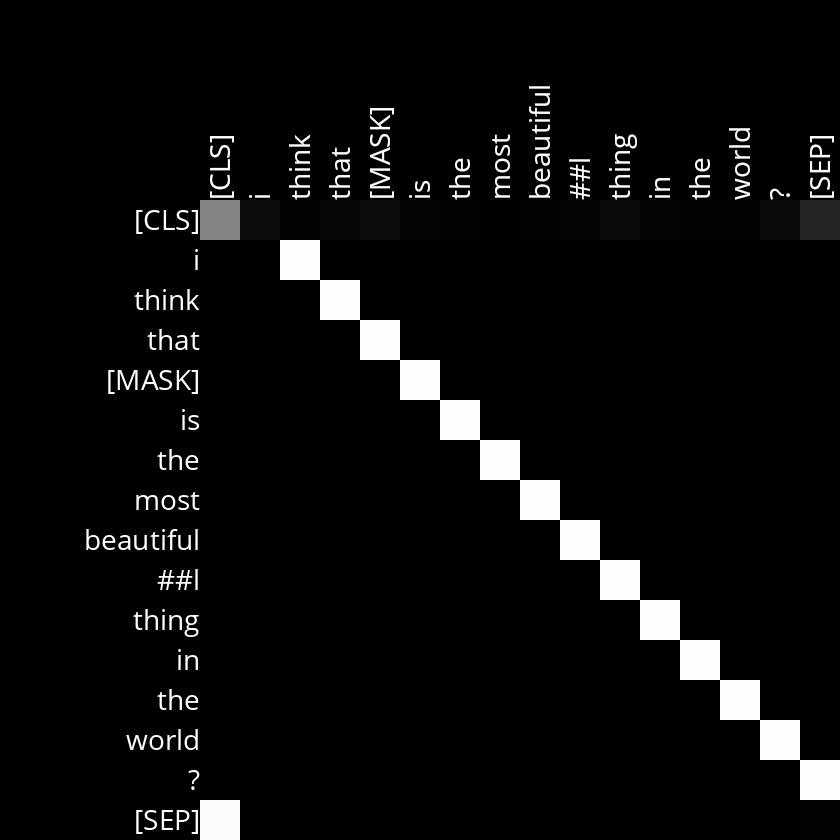 [CLS] i think that [MASK] is the most beautiful ##l thing in the world ? [SEP]
[CLS]
i
think
that
[MASK]
is
the
most
beautiful
##l
thing
in
the
world
?
[SEP]